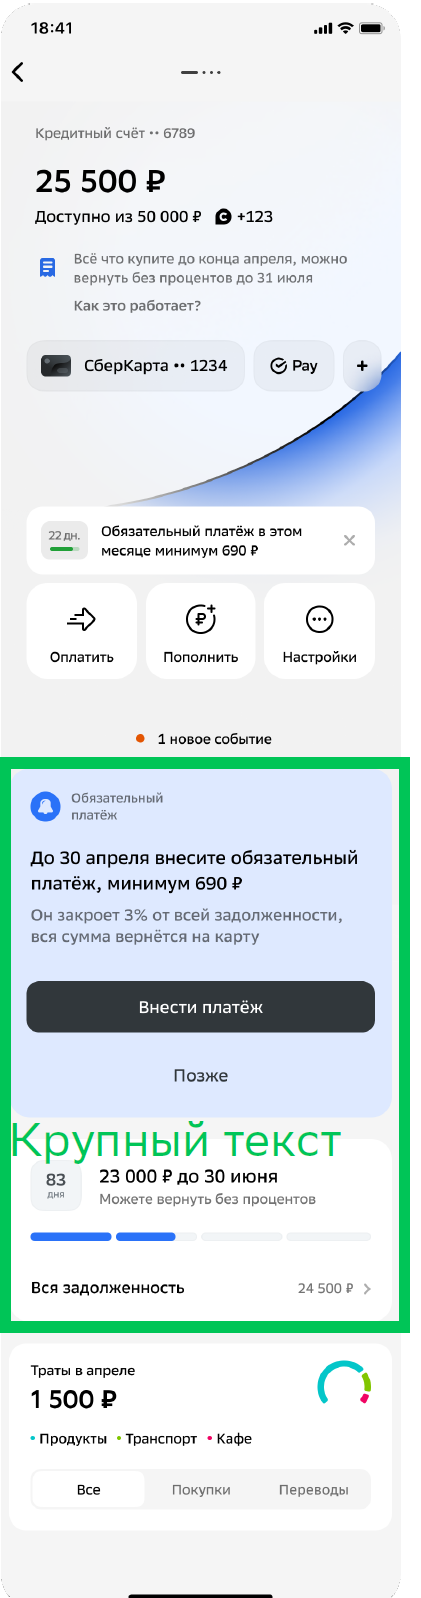 18:41
Кредитный счёт •• 6789
25 500 ₽
Доступно из 50 000 ₽ С +123
Всё что купите до конца апреля, можно
вернуть без процентов до 31 июля
Как это работает?
СберКарта •• 1234
Pay
+
22 дн.
Обязательный платёж в этом
месяце минимум 690 ₽
Оплатить
Пополнить
Настройки
1 новое событие
Обязательный
платёж
До 30 апреля внесите обязательный
платёж, минимум 690 ₽
Он закроет 3% от всей задолженности,
вся сумма вернётся на карту
Внести платёж
Позже
Крупный текст
83
дня
23 000 ₽ до 30 июня
Можете вернуть без процентов
Вся задолженность
24 500 ₽
Траты в апреле
1 500 ₽
• Продукты • Транспорт • Кафе
Все
Покупки
Переводы